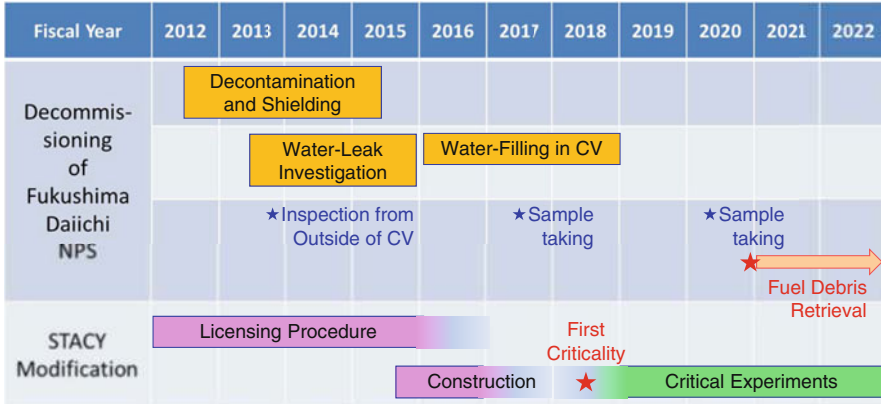 Fiscal Year 2012 2013 2014 2015 2016 2017 2018 2019 2020 2021 2022
Decommis-
sioning
of
Fukushima
Daiichi
NPS
Decontamination
and Shielding
Water-Leak
Investigation
Water-Filling in CV
★Inspection from
Outside of CV
★Sample
taking
★Sample
taking
Fuel Debris
Retrieval
STACY
Modification
Licensing Procedure
First
Criticality
Construction
Critical Experiments